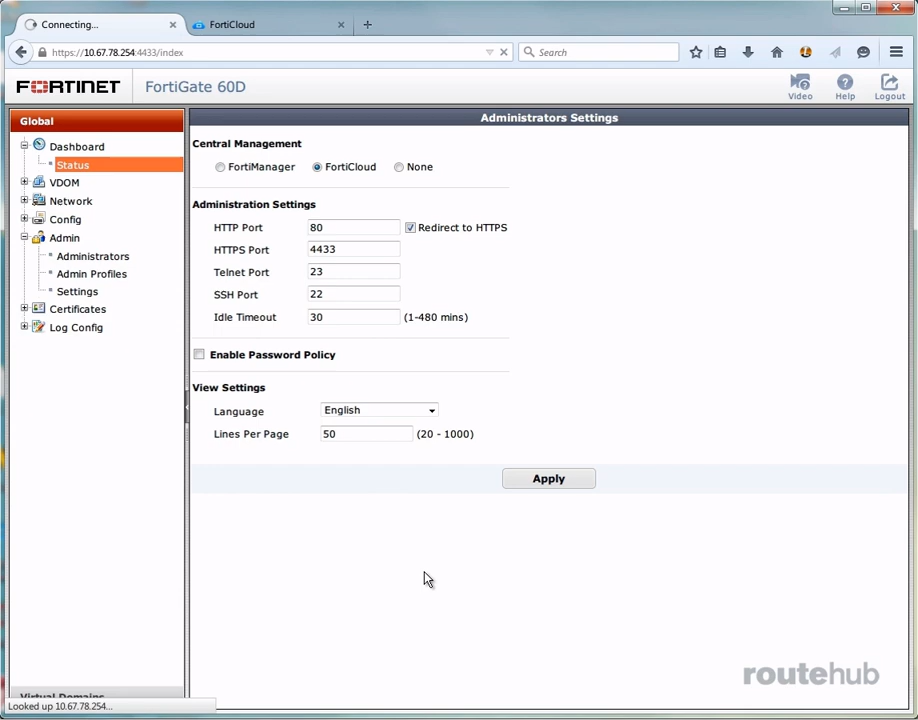 Connecting...
FortiCloud
https://10.67.78.254:4433/index
Search
FORTINET
FortiGate 60D
Video
Help
Logout
Global
Dashboard
Status
VDOM
Network
Config
Admin
Administrators
Admin Profiles
Settings
Certificates
Log Config
Virtual Domains
Looked up 10.67.78.254...
Administrators Settings
Central Management
FortiManager FortiCloud None
Administration Settings
HTTP Port 80 Redirect to HTTPS
HTTPS Port 4433
Telnet Port 23
SSH Port 22
Idle Timeout 30 (1-480 mins)
Enable Password Policy
View Settings
Language English
Lines Per Page 50 (20 - 1000)
Apply
routehub